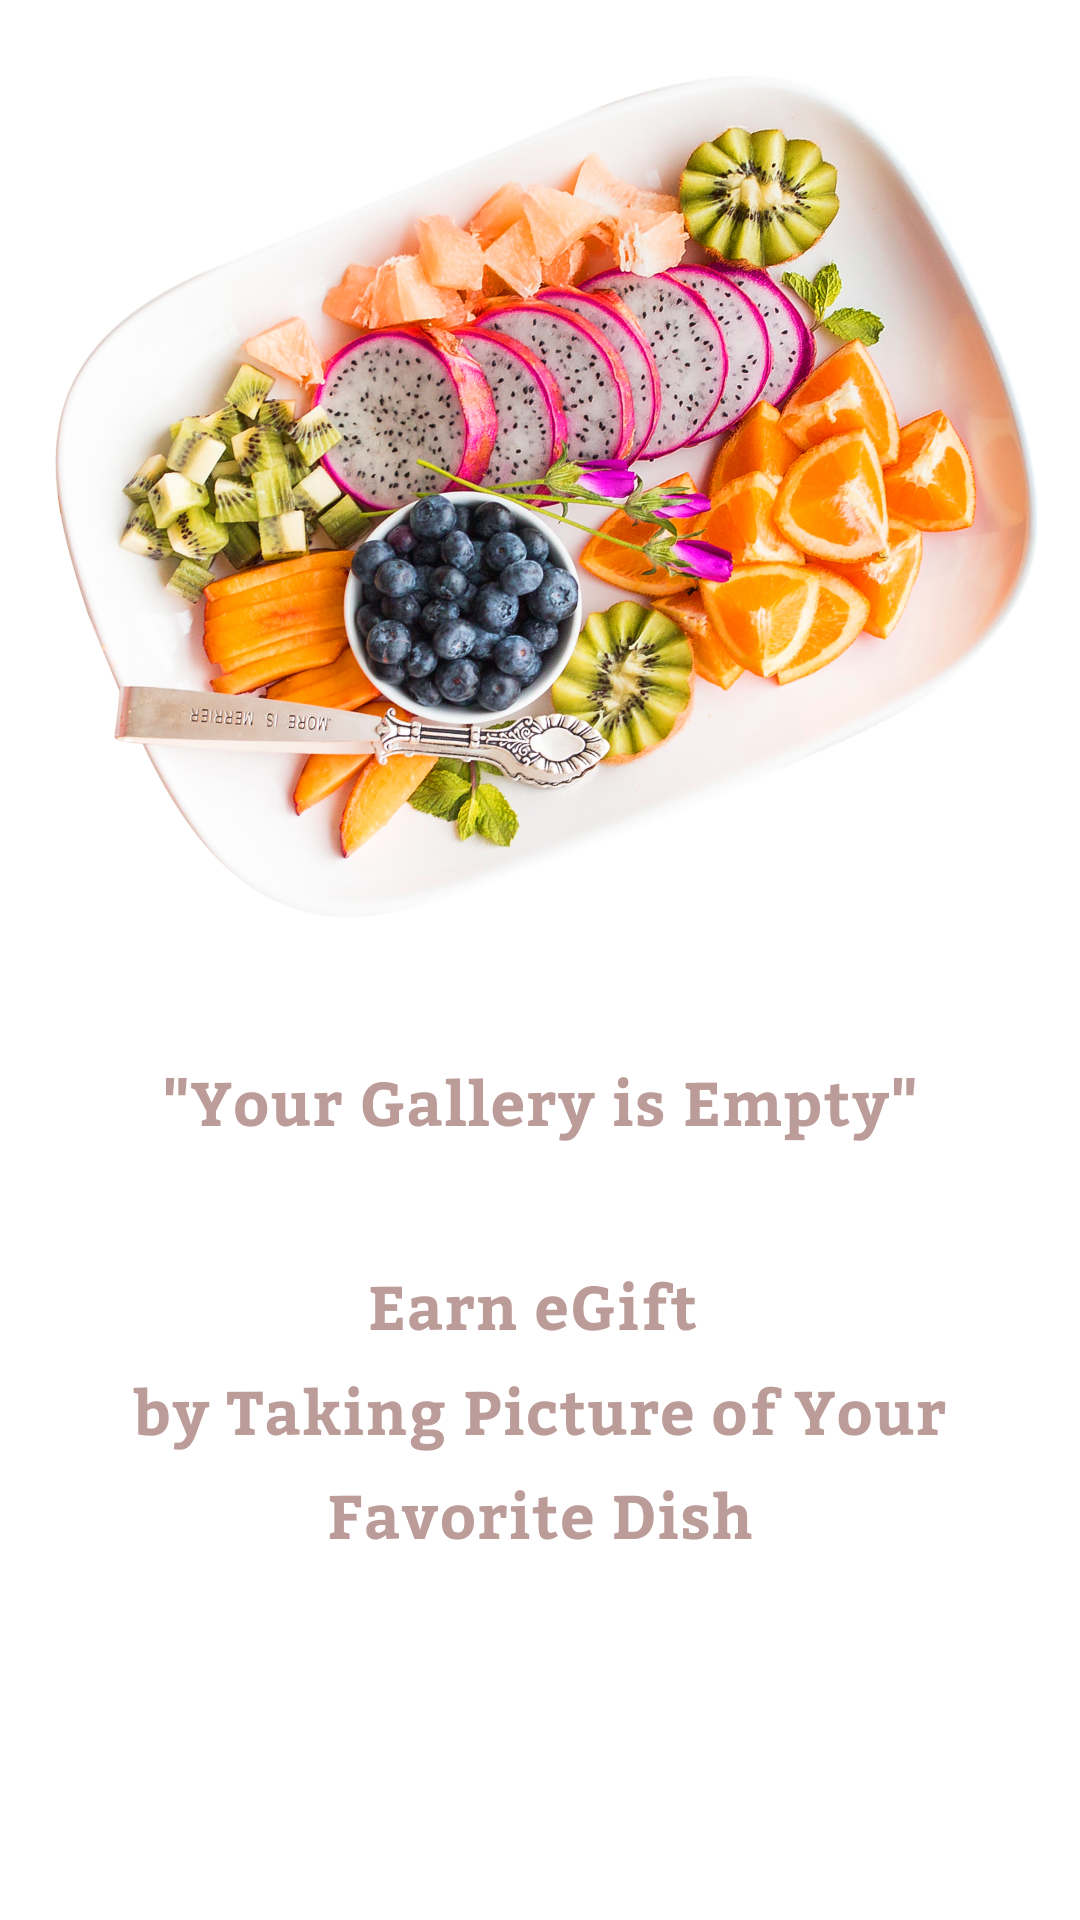 MORE IS MERRIER
"Your Gallery is Empty"
Earn eGift
by Taking Picture of Your
Favorite Dish